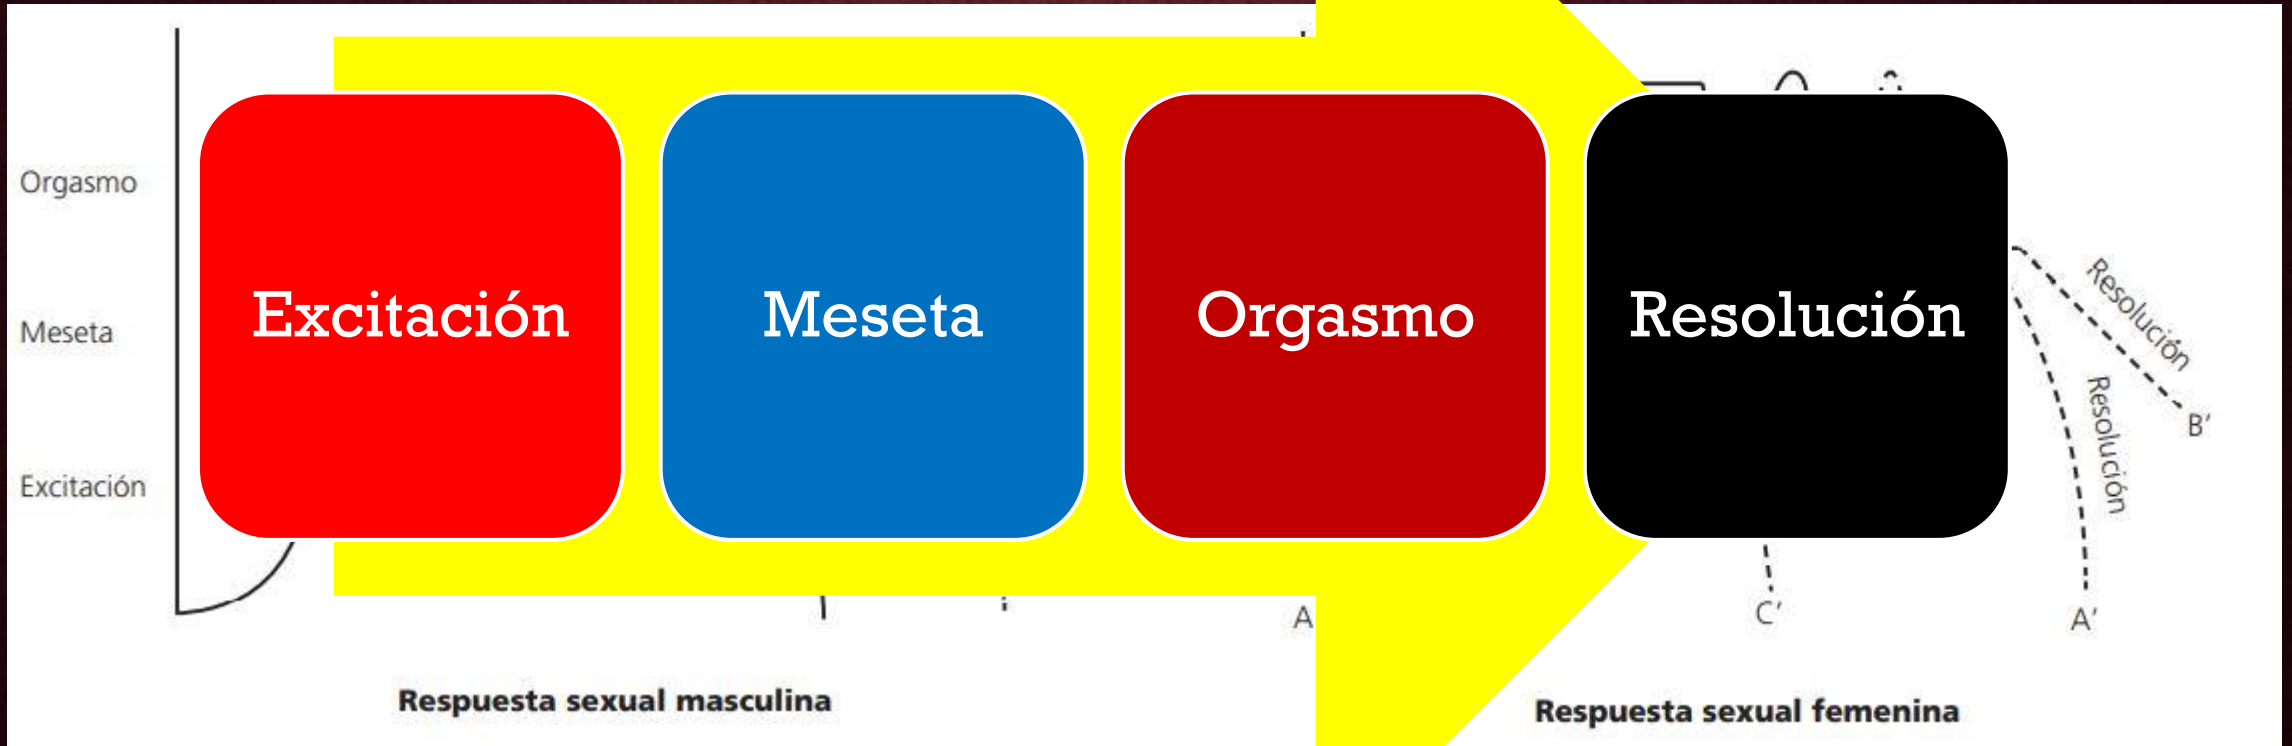 Orgasmo
Meseta
Excitación
Excitación
Meseta
Orgasmo
Resolución
Resolución
B′
Resolución
A
C′
A′
Respuesta sexual masculina
Respuesta sexual femenina